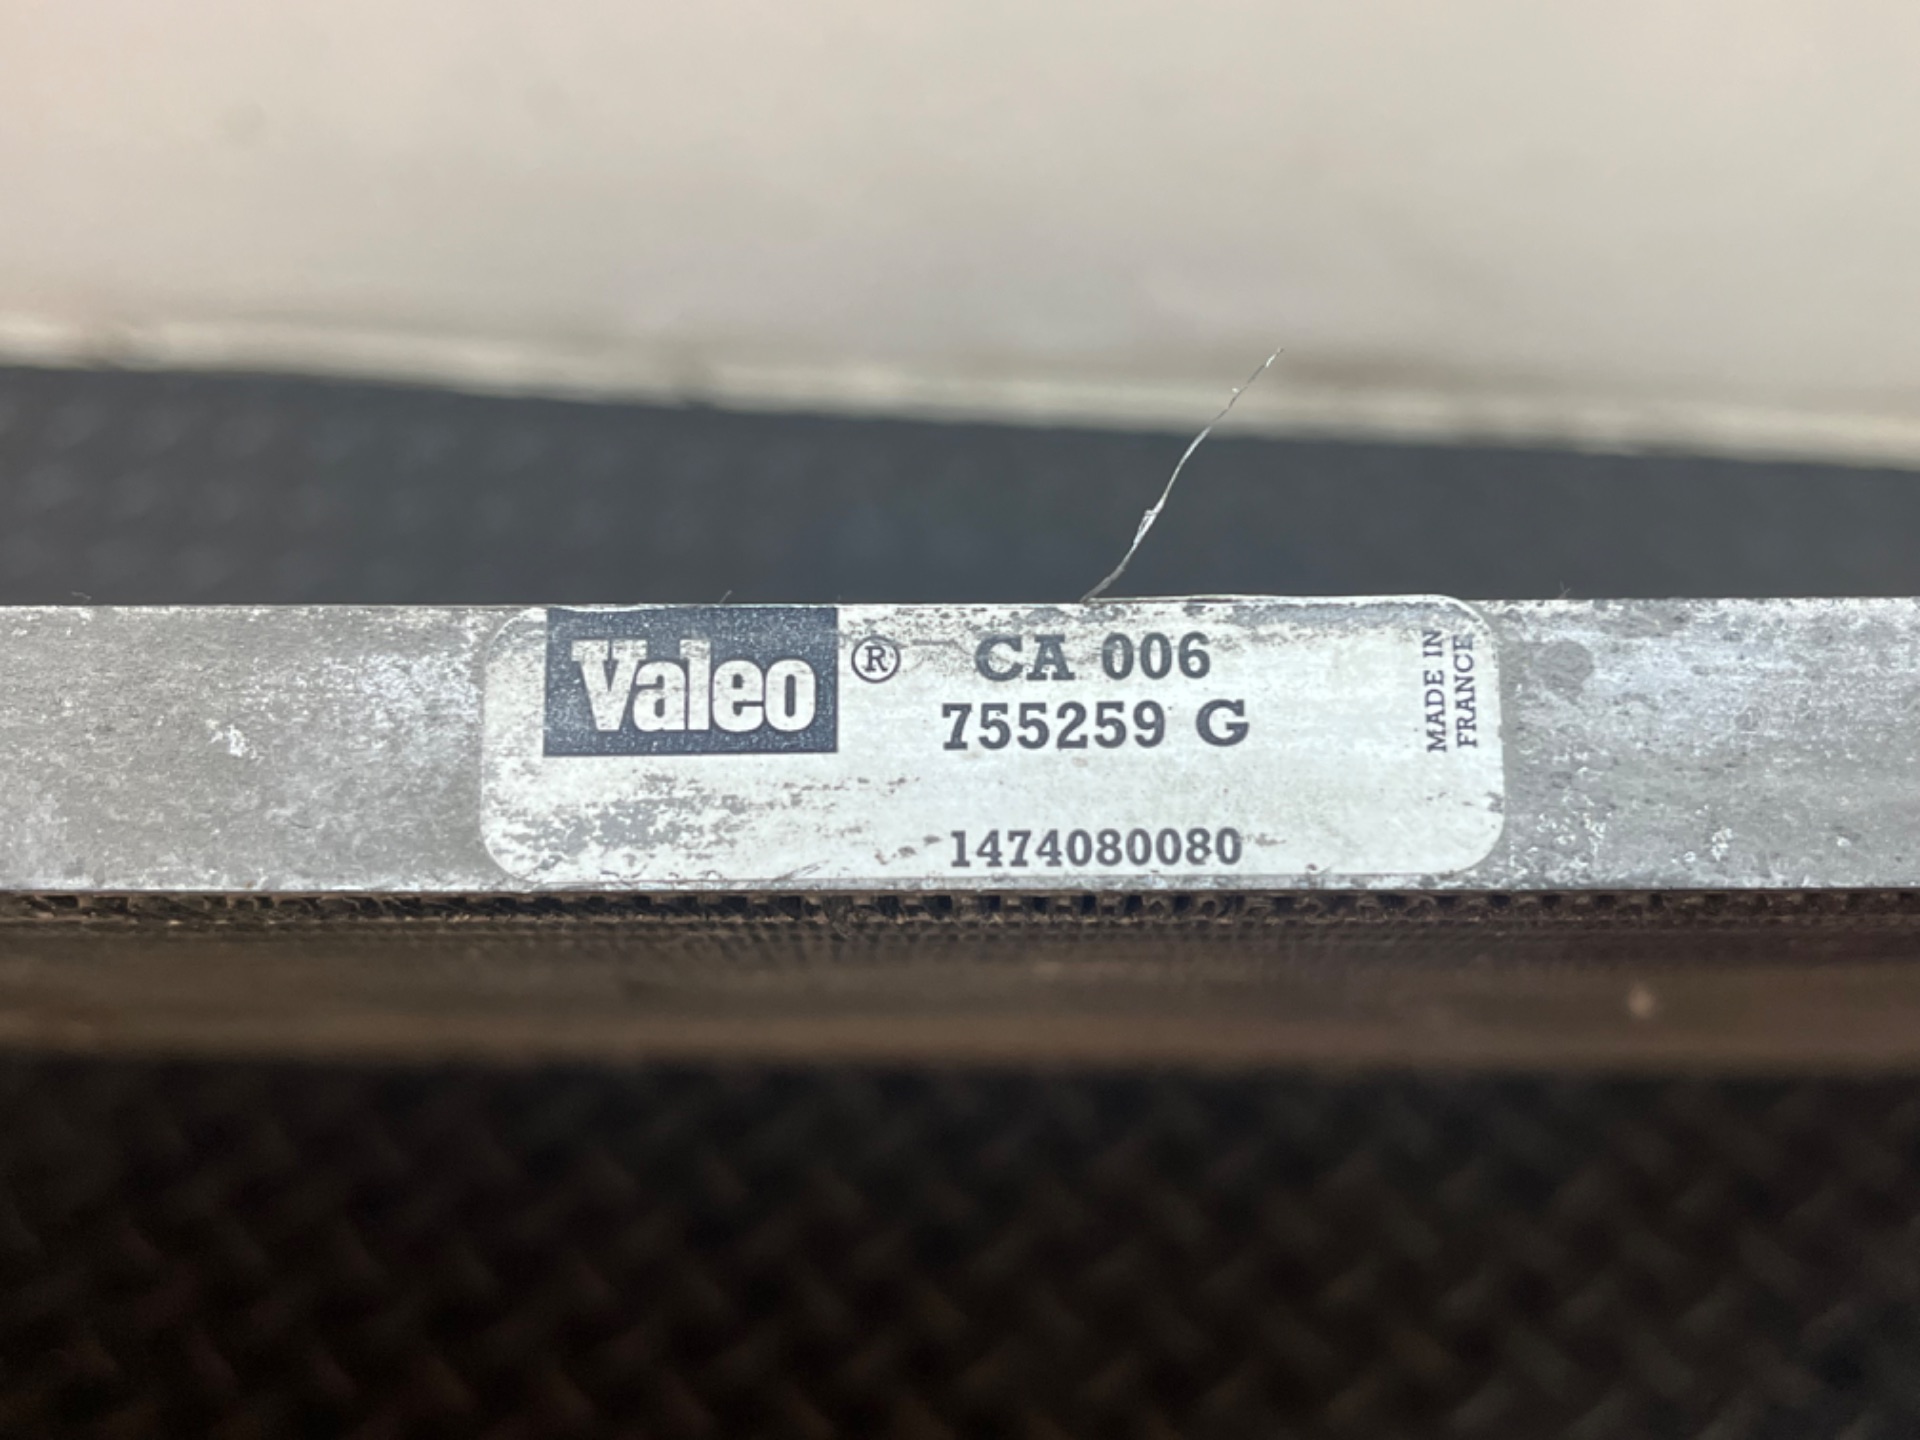 Valeo ® CA 006
755259 G
1474080080
MADE IN
FRANCE